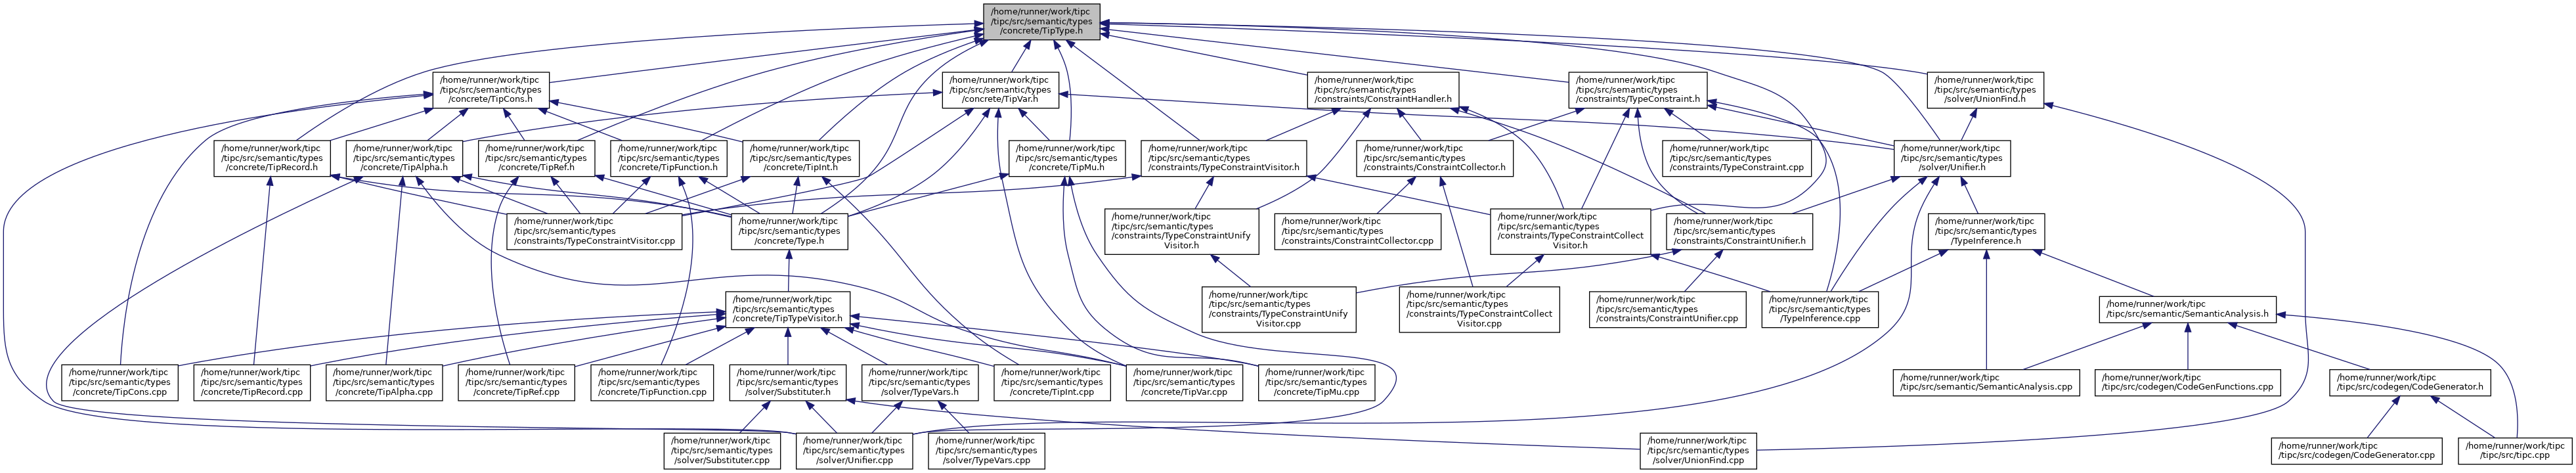 /home/runner/work/tipc
/tipc/src/semantic/types
/concrete/TipType.h
/home/runner/work/tipc
/tipc/src/semantic/types
/concrete/TipCons.h
/home/runner/work/tipc
/tipc/src/semantic/types
/concrete/TipVar.h
/home/runner/work/tipc
/tipc/src/semantic/types
/constraints/ConstraintHandler.h
/home/runner/work/tipc
/tipc/src/semantic/types
/constraints/TypeConstraint.h
/home/runner/work/tipc
/tipc/src/semantic/types
/solver/UnionFind.h
/home/runner/work/tipc
/tipc/src/semantic/types
/concrete/TipRecord.h
/home/runner/work/tipc
/tipc/src/semantic/types
/concrete/TipAlpha.h
/home/runner/work/tipc
/tipc/src/semantic/types
/concrete/TipRef.h
/home/runner/work/tipc
/tipc/src/semantic/types
/concrete/TipFunction.h
/home/runner/work/tipc
/tipc/src/semantic/types
/concrete/TipInt.h
/home/runner/work/tipc
/tipc/src/semantic/types
/concrete/TipMu.h
/home/runner/work/tipc
/tipc/src/semantic/types
/constraints/TypeConstraintVisitor.h
/home/runner/work/tipc
/tipc/src/semantic/types
/constraints/ConstraintCollector.h
/home/runner/work/tipc
/tipc/src/semantic/types
/constraints/TypeConstraint.cpp
/home/runner/work/tipc
/tipc/src/semantic/types
/solver/Unifier.h
/home/runner/work/tipc
/tipc/src/semantic/types
/constraints/TypeConstraintVisitor.cpp
/home/runner/work/tipc
/tipc/src/semantic/types
/concrete/Type.h
/home/runner/work/tipc
/tipc/src/semantic/types
/constraints/TypeConstraintUnify
Visitor.h
/home/runner/work/tipc
/tipc/src/semantic/types
/constraints/ConstraintCollector.cpp
/home/runner/work/tipc
/tipc/src/semantic/types
/constraints/TypeConstraintCollect
Visitor.h
/home/runner/work/tipc
/tipc/src/semantic/types
/constraints/ConstraintUnifier.h
/home/runner/work/tipc
/tipc/src/semantic/types
/TypeInference.h
/home/runner/work/tipc
/tipc/src/semantic/types
/concrete/TipTypeVisitor.h
/home/runner/work/tipc
/tipc/src/semantic/types
/constraints/TypeConstraintUnify
Visitor.cpp
/home/runner/work/tipc
/tipc/src/semantic/types
/constraints/TypeConstraintCollect
Visitor.cpp
/home/runner/work/tipc
/tipc/src/semantic/types
/constraints/ConstraintUnifier.cpp
/home/runner/work/tipc
/tipc/src/semantic/types
/TypeInference.cpp
/home/runner/work/tipc
/tipc/src/semantic/SemanticAnalysis.h
/home/runner/work/tipc
/tipc/src/semantic/types
/concrete/TipCons.cpp
/home/runner/work/tipc
/tipc/src/semantic/types
/concrete/TipRecord.cpp
/home/runner/work/tipc
/tipc/src/semantic/types
/concrete/TipAlpha.cpp
/home/runner/work/tipc
/tipc/src/semantic/types
/concrete/TipRef.cpp
/home/runner/work/tipc
/tipc/src/semantic/types
/concrete/TipFunction.cpp
/home/runner/work/tipc
/tipc/src/semantic/types
/solver/Substituter.h
/home/runner/work/tipc
/tipc/src/semantic/types
/solver/TypeVars.h
/home/runner/work/tipc
/tipc/src/semantic/types
/concrete/TipInt.cpp
/home/runner/work/tipc
/tipc/src/semantic/types
/concrete/TipVar.cpp
/home/runner/work/tipc
/tipc/src/semantic/types
/concrete/TipMu.cpp
/home/runner/work/tipc
/tipc/src/semantic/SemanticAnalysis.cpp
/home/runner/work/tipc
/tipc/src/codegen/CodeGenFunctions.cpp
/home/runner/work/tipc
/tipc/src/codegen/CodeGenerator.h
/home/runner/work/tipc
/tipc/src/semantic/types
/solver/Substituter.cpp
/home/runner/work/tipc
/tipc/src/semantic/types
/solver/Unifier.cpp
/home/runner/work/tipc
/tipc/src/semantic/types
/solver/TypeVars.cpp
/home/runner/work/tipc
/tipc/src/semantic/types
/solver/UnionFind.cpp
/home/runner/work/tipc
/tipc/src/codegen/CodeGenerator.cpp
/home/runner/work/tipc
/tipc/src/tipc.cpp